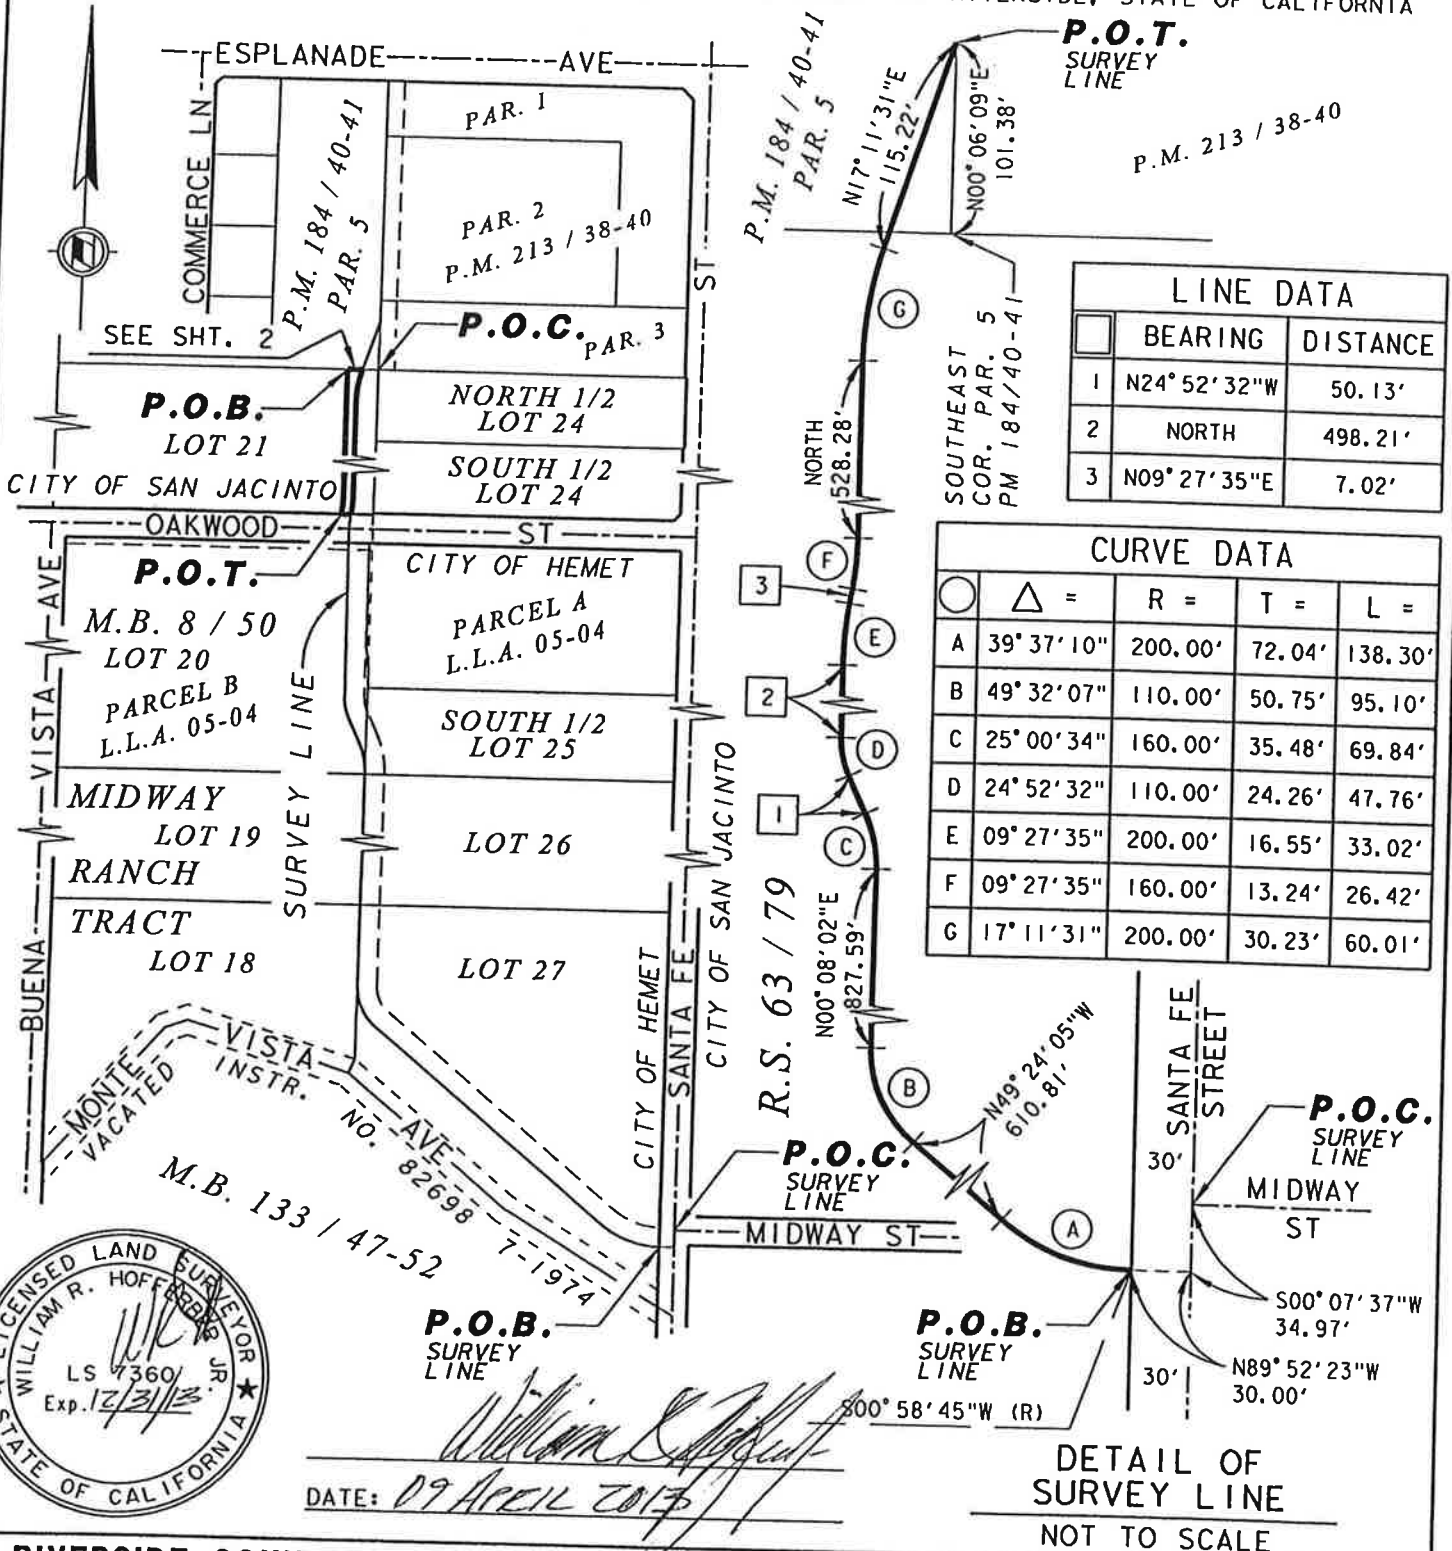 STATE OF CALIFORNIA
ESPLANADE AVE
COMMERCE LN
P.M. 184 / 40-41
PAR. 5
PAR. 1
PAR. 2
P.M. 213 / 38-40
ST
SEE SHT. 2
P.O.C.
PAR. 3
P.O.B.
LOT 21
NORTH 1/2
LOT 24
SOUTH 1/2
LOT 24
CITY OF SAN JACINTO
OAKWOOD ST
P.O.T.
CITY OF HEMET
M.B. 8 / 50
LOT 20
PARCEL B
L.L.A. 05-04
PARCEL A
L.L.A. 05-04
SURVEY LINE
SOUTH 1/2
LOT 25
MIDWAY
LOT 19
RANCH
LOT 26
TRACT
LOT 18
LOT 27
BUENA VISTA AVE
CITY OF HEMET
SANTA FE
CITY OF SAN JACINTO
MONTE VISTA AVE
VACATED
INSTR. NO. 82698 7-1974
M.B. 133 / 47-52
P.O.C.
SURVEY
LINE
MIDWAY ST
P.O.B.
SURVEY
LINE
P.O.T.
SURVEY
LINE
P.M. 184 / 40-41
PAR. 5
N17°11'31"E
115.22'
N00°06'09"E
101.38'
P.M. 213 / 38-40
G
SOUTHEAST
COR. PAR. 5
PM 184/40-41
NORTH
528.28'
F
3
E
2
D
1
C
R.S. 63 / 79
N00°08'02"E
827.59'
B
N49°24'05"W
610.81'
A
LINE DATA
BEARING DISTANCE
1 N24°52'32"W 50.13'
2 NORTH 498.21'
3 N09°27'35"E 7.02'
CURVE DATA
△ = R = T = L =
A 39°37'10" 200.00' 72.04' 138.30'
B 49°32'07" 110.00' 50.75' 95.10'
C 25°00'34" 160.00' 35.48' 69.84'
D 24°52'32" 110.00' 24.26' 47.76'
E 09°27'35" 200.00' 16.55' 33.02'
F 09°27'35" 160.00' 13.24' 26.42'
G 17°11'31" 200.00' 30.23' 60.01'
SANTA FE
STREET
30'
P.O.C.
SURVEY
LINE
MIDWAY
ST
S00°07'37"W
34.97'
N89°52'23"W
30.00'
30'
P.O.B.
SURVEY
LINE
S00°58'45"W (R)
DETAIL OF
SURVEY LINE
NOT TO SCALE
LICENSED LAND SURVEYOR
WILLIAM R. HOFFERBER JR.
LS 7360
Exp. 12/31/13
STATE OF CALIFORNIA
DATE: 09 APRIL 2013